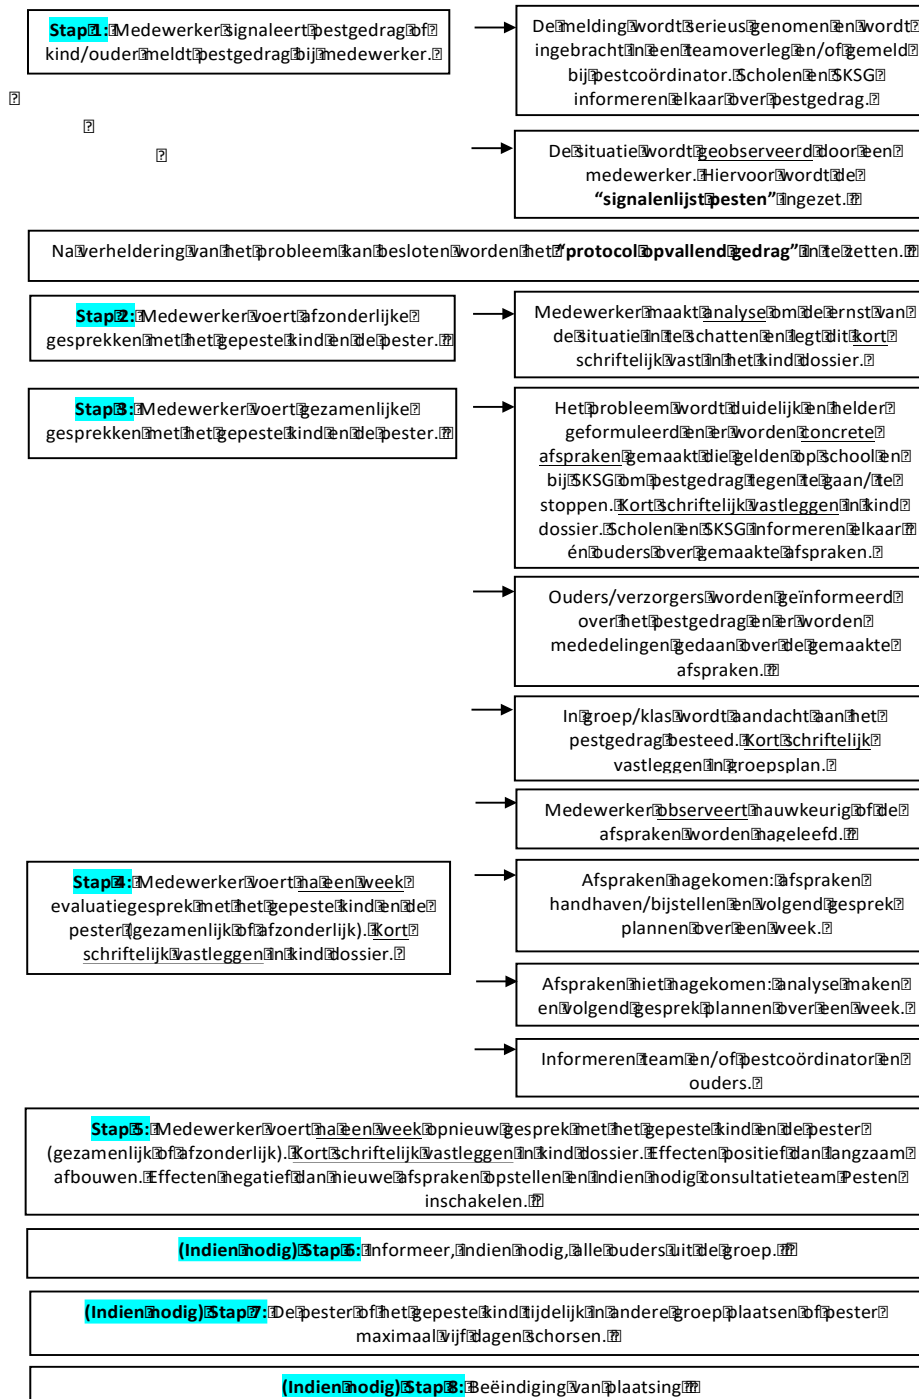 Stap 1: Medewerker signaleert pestgedrag of
kind/ouder meldt pestgedrag bij medewerker.
De melding wordt serieus genomen en wordt
ingebracht in een teamoverleg en/of gemeld
bij pestcoördinator. Scholen en SKSG
informeren elkaar over pestgedrag.
De situatie wordt geobserveerd door een
medewerker. Hiervoor wordt de
“signalenlijst pesten” ingezet.
Na verheldering van het probleem kan besloten worden het “protocol opvallend gedrag” in te zetten.
Stap 2: Medewerker voert afzonderlijke
gesprekken met het gepeste kind en de pester.
Medewerker maakt analyse om de ernst van
de situatie in te schatten en legt dit kort
schriftelijk vast in het kind dossier.
Stap 3: Medewerker voert gezamenlijke
gesprekken met het gepeste kind en de pester.
Het probleem wordt duidelijk en helder
geformuleerd en er worden concrete
afspraken gemaakt die gelden op school en
bij SKSG om pestgedrag tegen te gaan/ te
stoppen. Kort schriftelijk vastleggen in kind
dossier. Scholen en SKSG informeren elkaar
én ouders over gemaakte afspraken.
Ouders/verzorgers worden geïnformeerd
over het pestgedrag en er worden
mededelingen gedaan over de gemaakte
afspraken.
In groep/klas wordt aandacht aan het
pestgedrag besteed. Kort schriftelijk
vastleggen in groepsplan.
Medewerker observeert nauwkeurig of de
afspraken worden nageleefd.
Stap 4: Medewerker voert na een week
evaluatiegesprek met het gepeste kind en de
pester (gezamenlijk of afzonderlijk). Kort
schriftelijk vastleggen in kind dossier.
Afspraken nagekomen: afspraken
handhaven/bijstellen en volgend gesprek
plannen over een week.
Afspraken niet nagekomen: analyse maken
en volgend gesprek plannen over een week.
Informeren team en/of pestcoördinator en
ouders.
Stap 5: Medewerker voert na een week opnieuw gesprek met het gepeste kind en de pester
(gezamenlijk of afzonderlijk). Kort schriftelijk vastleggen in kind dossier. Effecten positief dan langzaam
afbouwen. Effecten negatief dan nieuwe afspraken opstellen en indien nodig consultatieteam Pesten
inschakelen.
(Indien nodig) Stap 6: Informeer, indien nodig, alle ouders uit de groep.
(Indien nodig) Stap 7: De pester of het gepeste kind tijdelijk in andere groep plaatsen of pester
maximaal vijf dagen schorsen.
(Indien nodig) Stap 8: Beëindiging van plaatsing